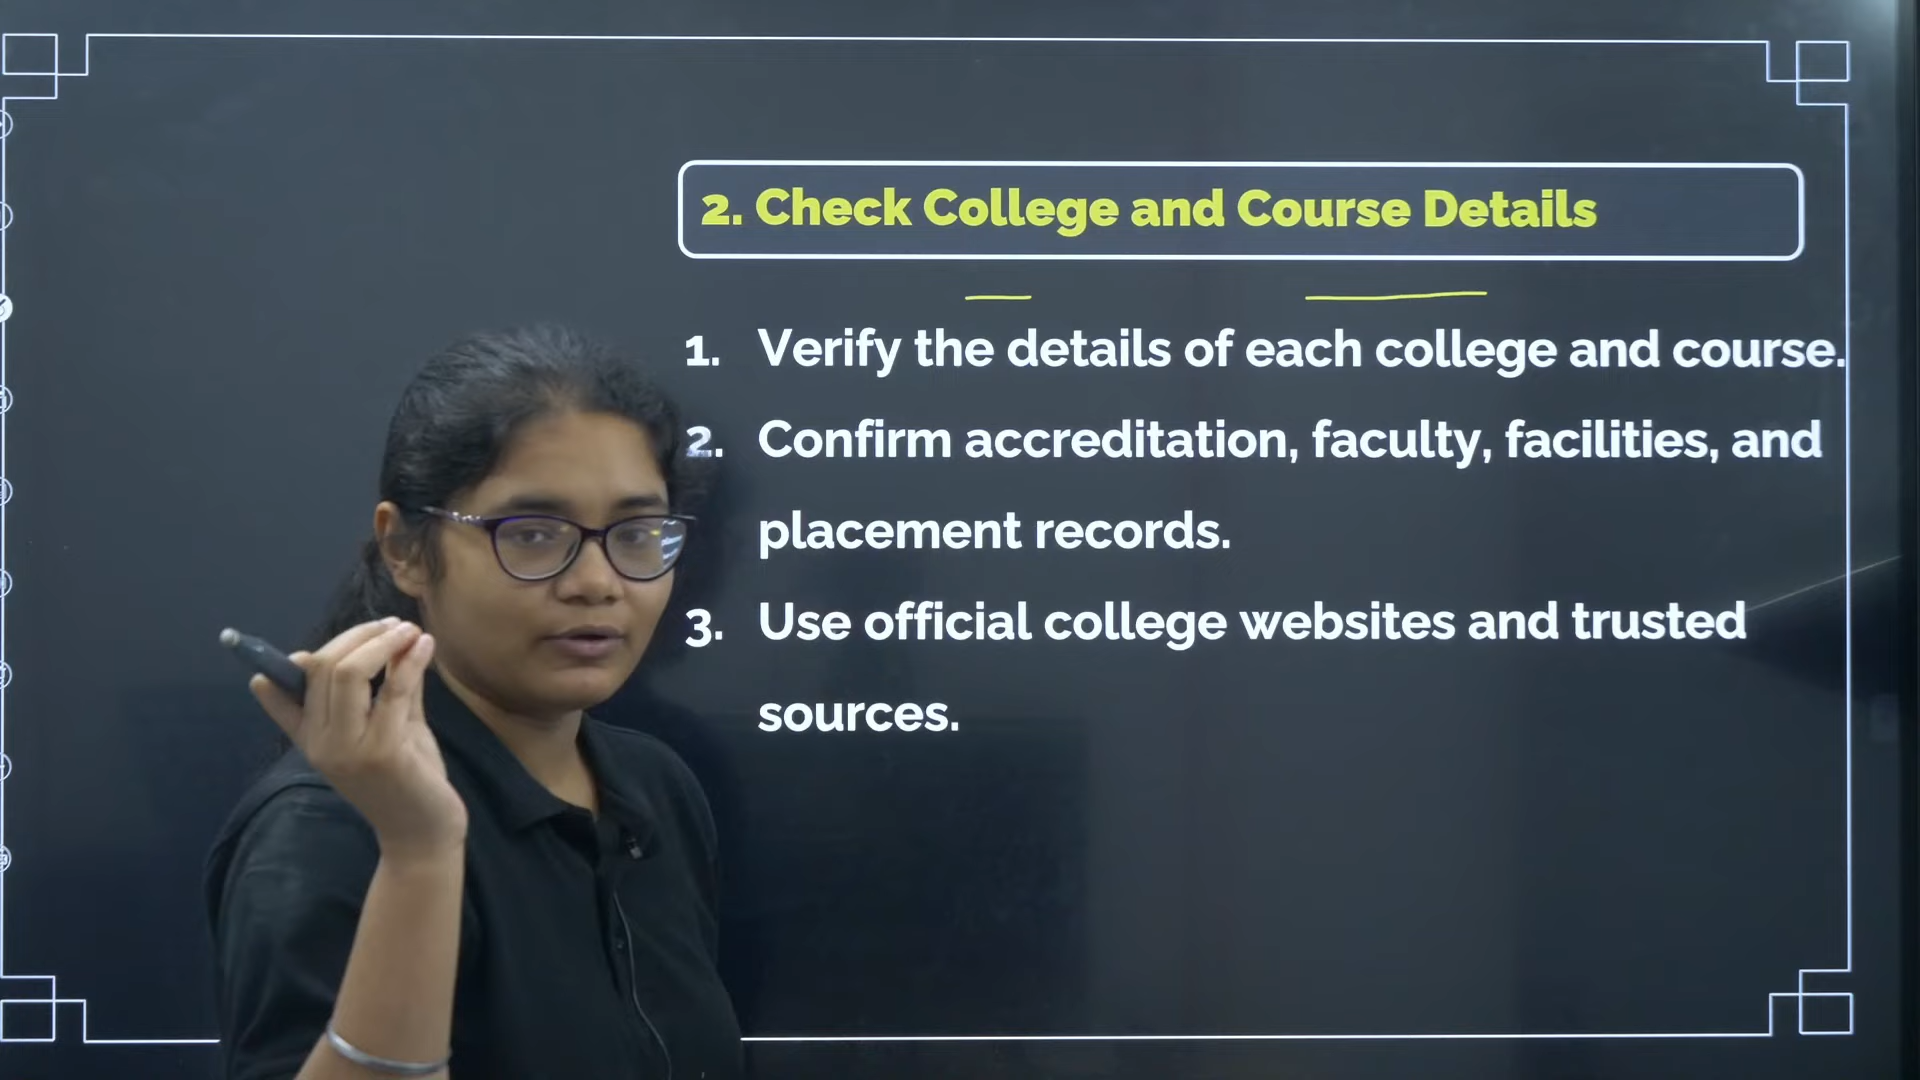 2. Check College and Course Details
1. Verify the details of each college and course.
2. Confirm accreditation, faculty, facilities, and
placement records.
3. Use official college websites and trusted
sources.